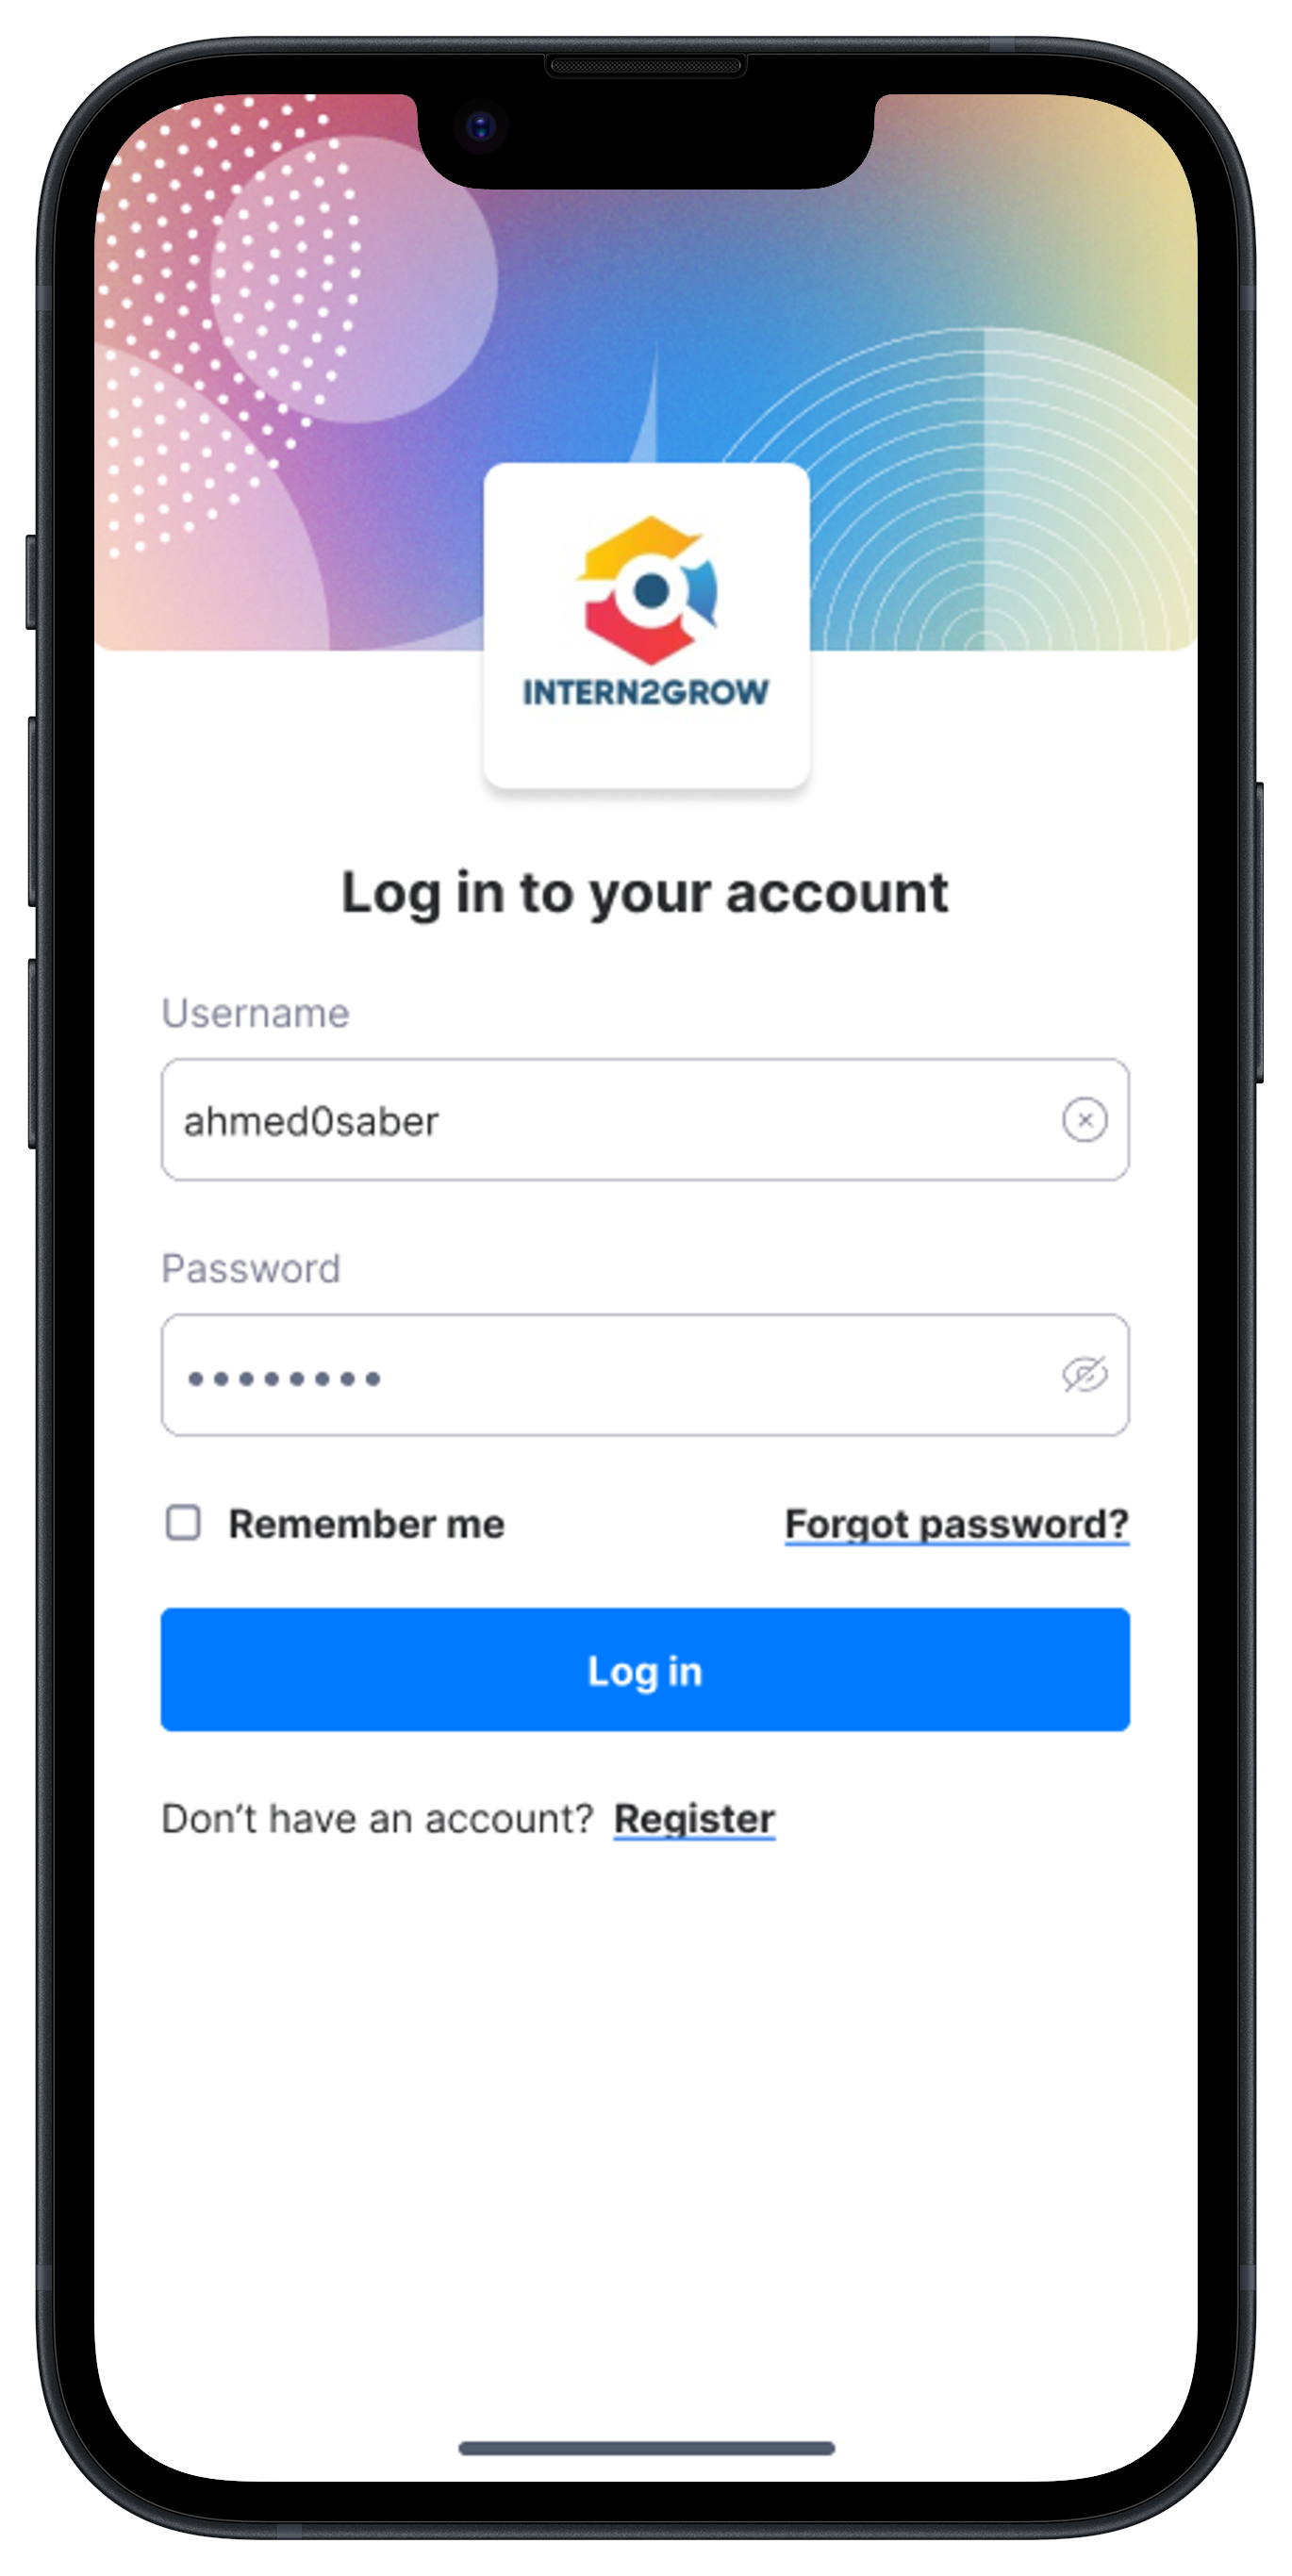 INTERN2GROW
Log in to your account
Username
ahmed0saber
Password
Remember me Forgot password?
Log in
Don’t have an account? Register